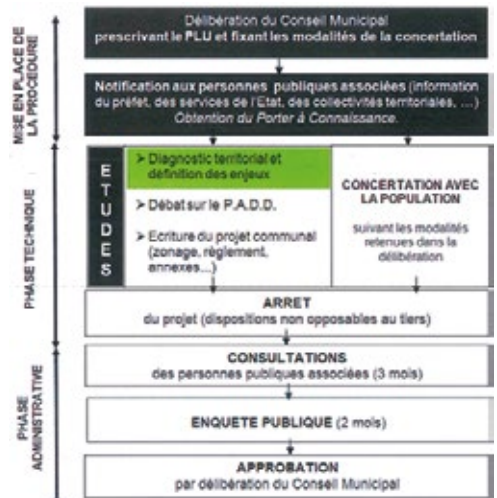 Délibération du Conseil Municipal
prescrivant le PLU et fixant les modalités de la concertation
MISE EN PLACE DE
LA PROCEDURE
Notification aux personnes publiques associées (information
du préfet, des services de l'Etat, des collectivités territoriales, ...)
Obtention du Porter à Connaissance.
PHASE TECHNIQUE
ETUDES
➤ Diagnostic territorial et
définition des enjeux
➤ Débat sur le P.A.D.D.
➤ Ecriture du projet communal
(zonage, règlement,
annexes...)
CONCERTATION AVEC
LA POPULATION
suivant les modalités
retenues dans la
délibération
ARRET
du projet (dispositions non opposables au tiers)
PHASE
ADMINISTRATIVE
CONSULTATIONS
des personnes publiques associées (3 mois)
ENQUETE PUBLIQUE (2 mois)
APPROBATION
par délibération du Conseil Municipal